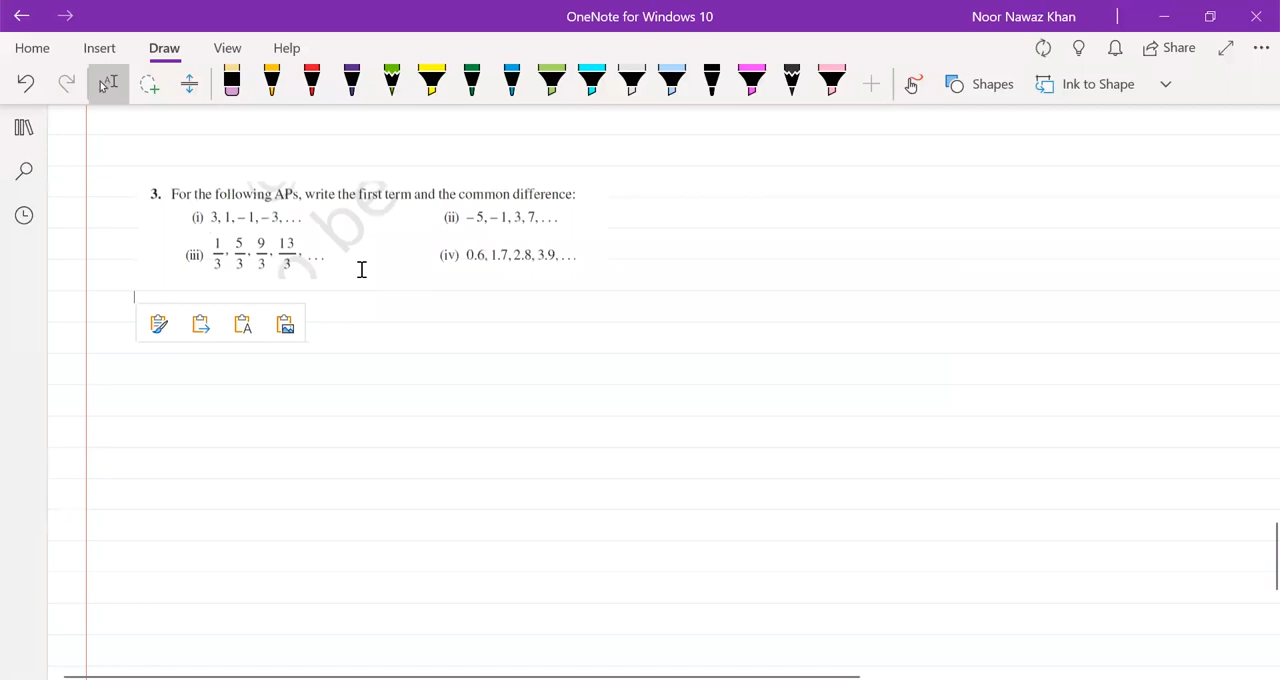 OneNote for Windows 10
Noor Nawaz Khan
Home Insert Draw View Help
Share
Shapes Ink to Shape
3. For the following APs, write the first term and the common difference:
(i) 3, 1, – 1, – 3, . . . (ii) – 5, – 1, 3, 7, . . .
(iii) 1/3, 5/3, 9/3, 13/3, . . . (iv) 0.6, 1.7, 2.8, 3.9, . . .